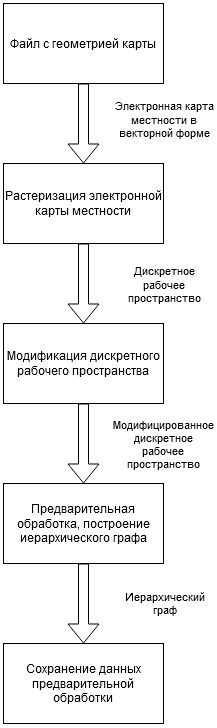 Файл с геометрией карты
Электронная карта
местности в
векторной форме
Растеризация электронной
карты местности
Дискретное
рабочее
пространство
Модификация дискретного
рабочего пространства
Модифицированное
дискретное
рабочее
пространство
Предварительная
обработка, построение
иерархического графа
Иерархический
граф
Сохранение данных
предварительной
обработки